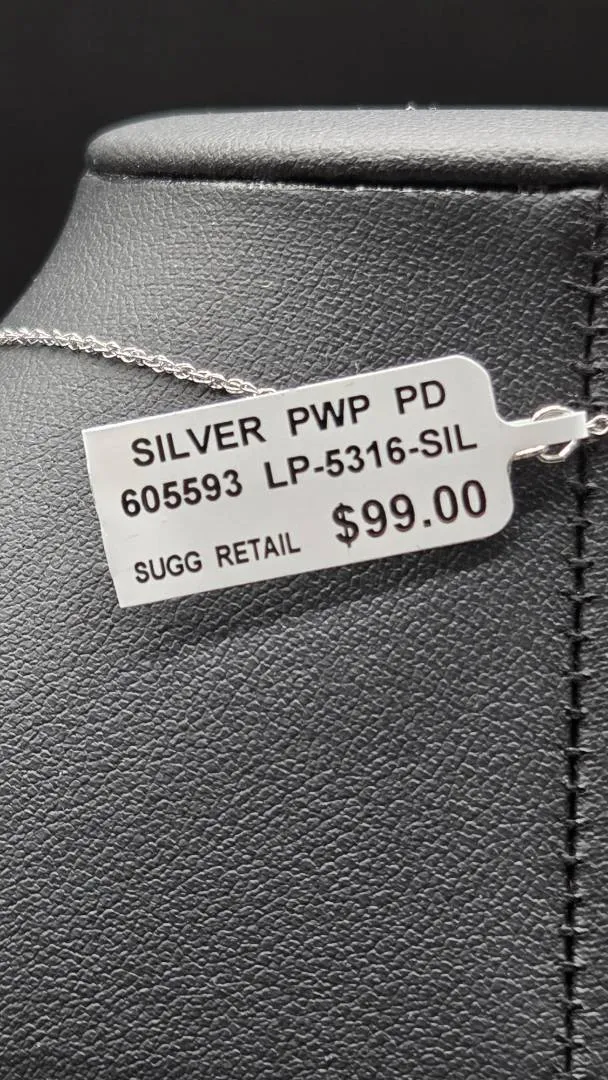 SILVER PWP PD
605593 LP-5316-SIL
SUGG RETAIL $99.00